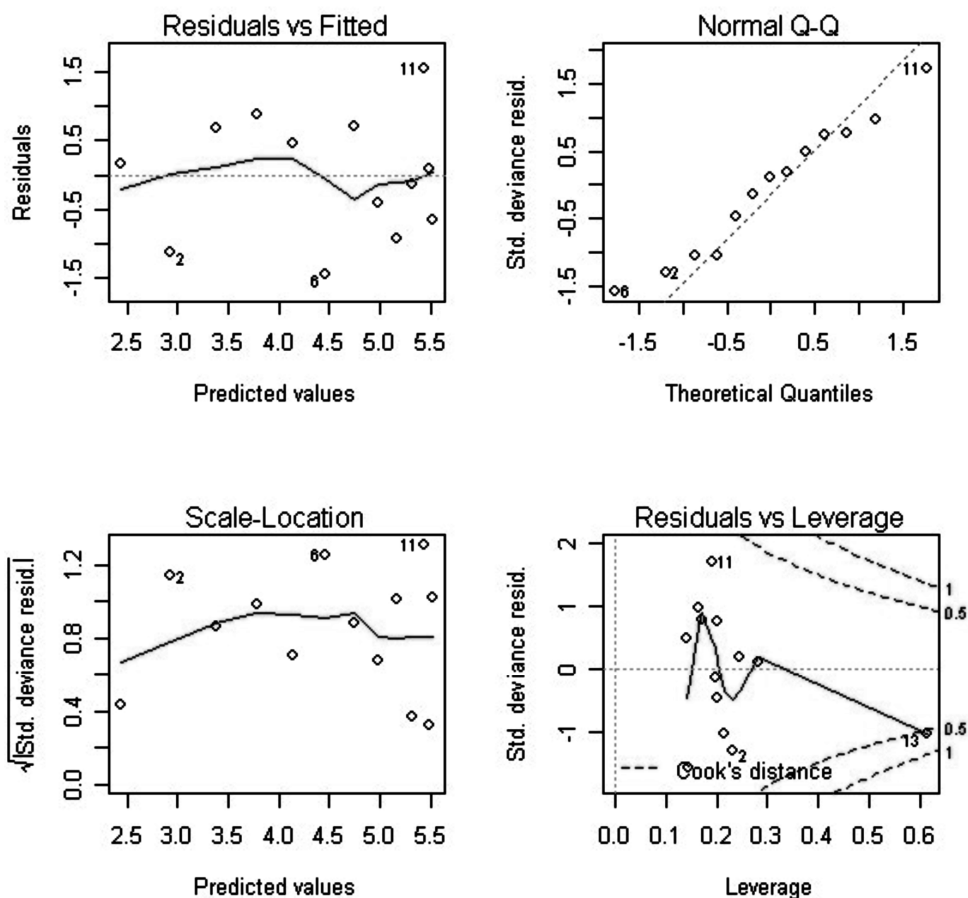 Residuals vs Fitted
Residuals
1.5
0.5
-0.5
-1.5
11
2
6
2.5 3.0 3.5 4.0 4.5 5.0 5.5
Predicted values
Normal Q-Q
Std. deviance resid.
1.5
0.5
-0.5
-1.5
11
2
6
-1.5 -0.5 0.5 1.5
Theoretical Quantiles
Scale-Location
√|Std. deviance resid.|
1.2
0.8
0.4
0.0
2
6
11
2.5 3.0 3.5 4.0 4.5 5.0 5.5
Predicted values
Residuals vs Leverage
Std. deviance resid.
2
1
0
-1
11
2
13
1
0.5
0.5
1
Cook's distance
0.0 0.1 0.2 0.3 0.4 0.5 0.6
Leverage